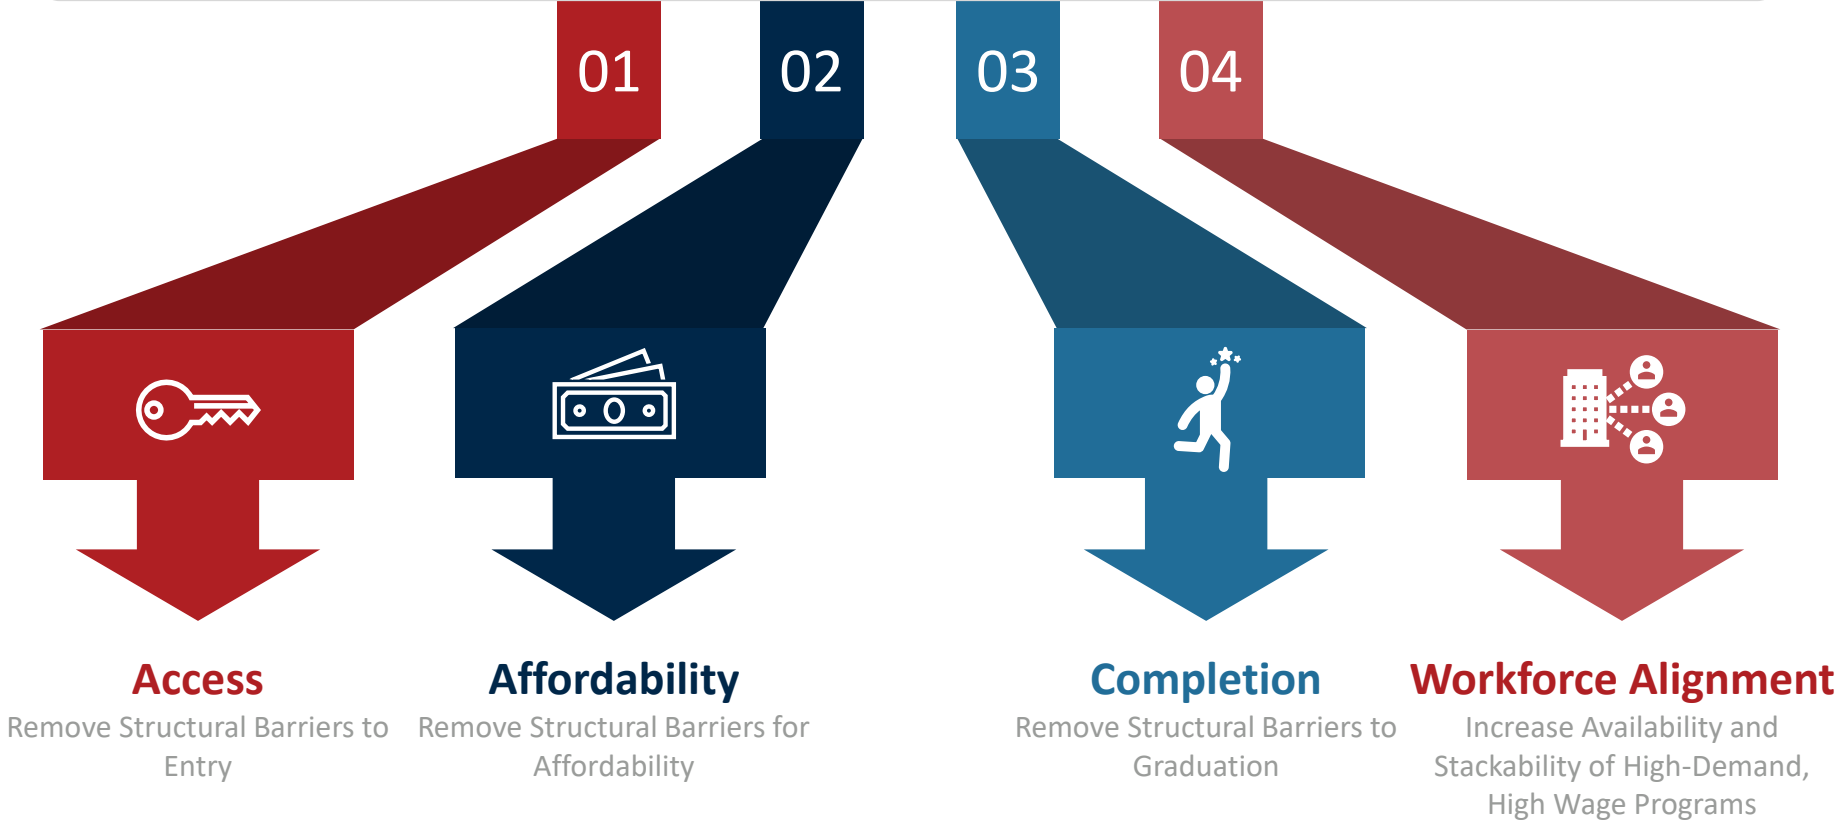 01
02
03
04
Access
Remove Structural Barriers to
Entry
Affordability
Remove Structural Barriers for
Affordability
Completion
Remove Structural Barriers to
Graduation
Workforce Alignment
Increase Availability and
Stackability of High-Demand,
High Wage Programs